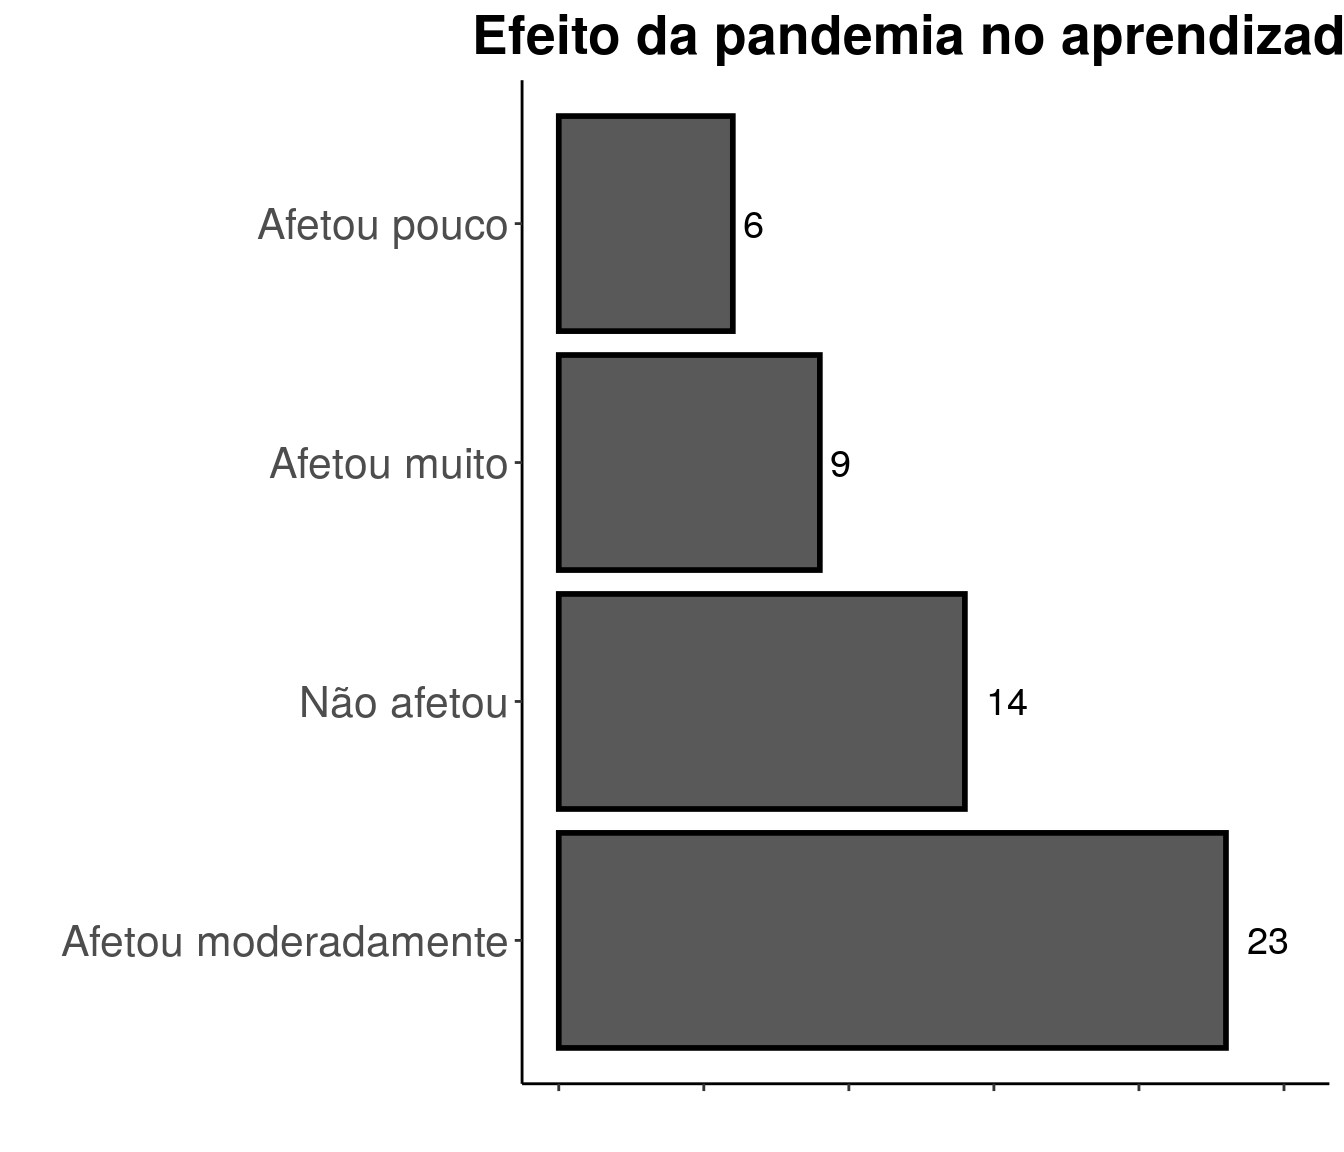 Efeito da pandemia no aprendizad
Afetou pouco 6
Afetou muito 9
Não afetou 14
Afetou moderadamente 23